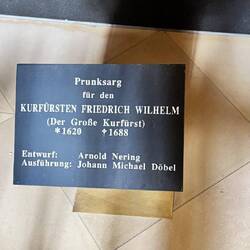 Prunksarg
für den
KURFÜRSTEN FRIEDRICH WILHELM
(Der Große Kurfürst)
*1620 †1688
Entwurf: Arnold Nering
Ausführung: Johann Michael Döbel